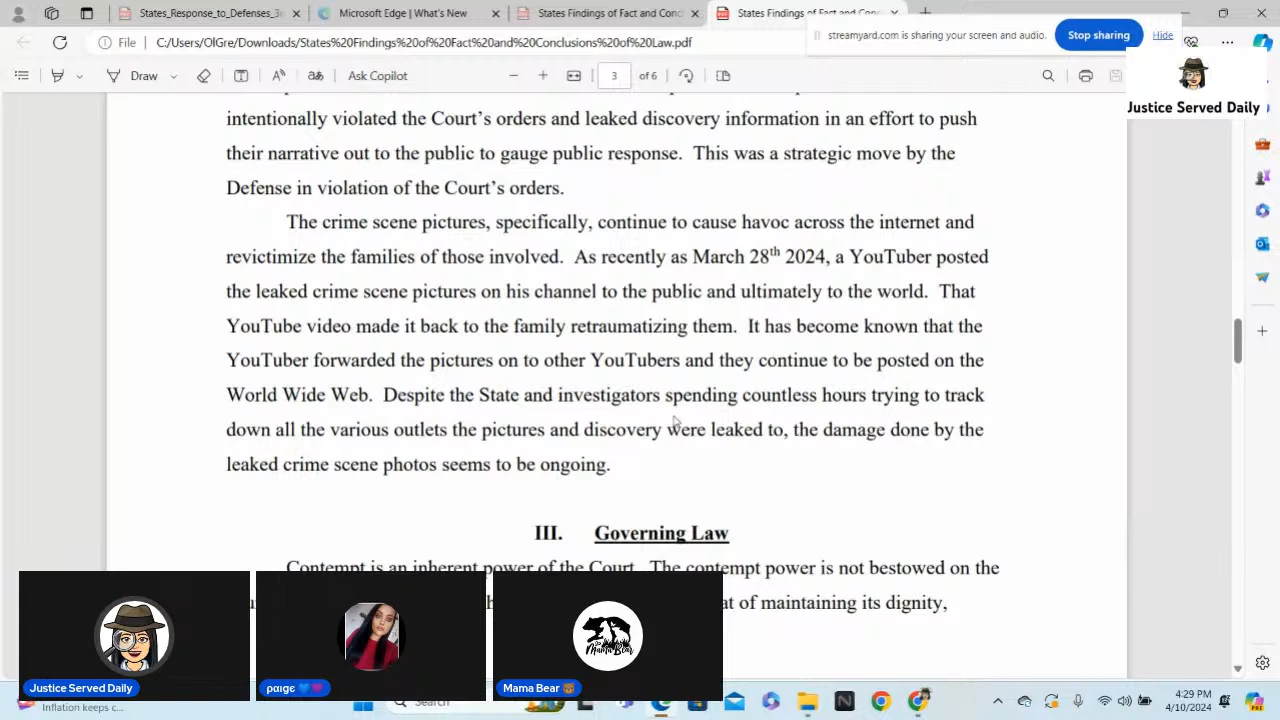 States_Response_to_Defense_3
Microsoft Edge | What's New
States Findings of Fact and Conc
States Findings of Fact and Cons
streamyard.com is sharing your screen and audio.
Stop sharing
Hide
File
C:/Users/OlGre/Downloads/States%20Findings%20of%20Fact%20and%20Conclusions%20of%20Law.pdf
Draw
Ask Copilot
3
of 6
Justice Served Daily
intentionally violated the Court's orders and leaked discovery information in an effort to push
their narrative out to the public to gauge public response. This was a strategic move by the
Defense in violation of the Court's orders.
The crime scene pictures, specifically, continue to cause havoc across the internet and
revictimize the families of those involved. As recently as March 28th 2024, a YouTuber posted
the leaked crime scene pictures on his channel to the public and ultimately to the world. That
YouTube video made it back to the family retraumatizing them. It has become known that the
YouTuber forwarded the pictures on to other YouTubers and they continue to be posted on the
World Wide Web. Despite the State and investigators spending countless hours trying to track
down all the various outlets the pictures and discovery were leaked to, the damage done by the
leaked crime scene photos seems to be ongoing.
III. Governing Law
Contempt is an inherent power of the Court. The contempt power is not bestowed on the
of maintaining its dignity,
Mama Bear
Justice Served Daily
ραιgε 💙💜
Mama Bear 🐻
Inflation keeps c...
Search
4:29 PM
4/10/2024